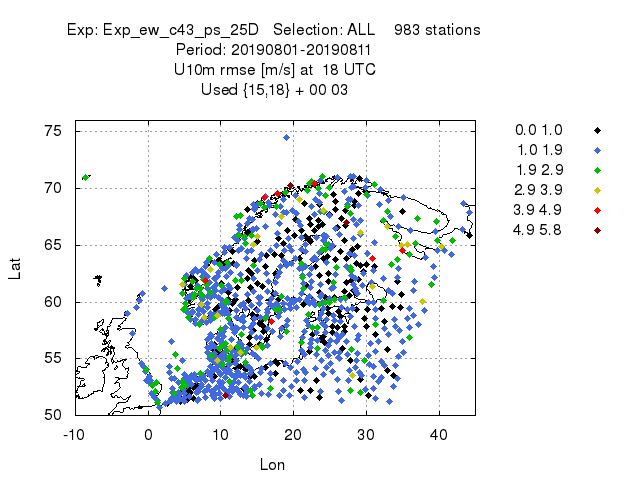 Exp: Exp_ew_c43_ps_25D Selection: ALL 983 stations
Period: 20190801-20190811
U10m rmse [m/s] at 18 UTC
Used {15,18} + 00 03
0.0 1.0
1.0 1.9
1.9 2.9
2.9 3.9
3.9 4.9
4.9 5.8
75
70
65
60
55
50
Lat
-10 0 10 20 30 40
Lon